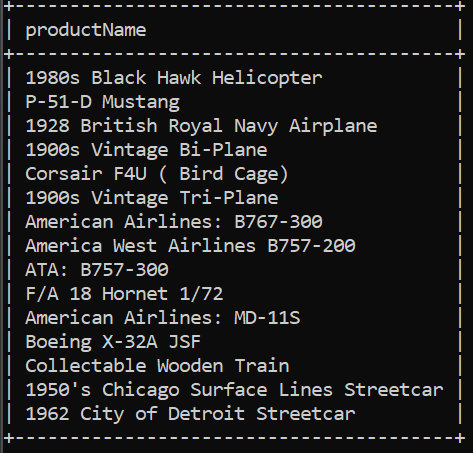 +----------------------------------------+
| productName                            |
+----------------------------------------+
| 1980s Black Hawk Helicopter            |
| P-51-D Mustang                         |
| 1928 British Royal Navy Airplane       |
| 1900s Vintage Bi-Plane                 |
| Corsair F4U ( Bird Cage)               |
| 1900s Vintage Tri-Plane                |
| American Airlines: B767-300            |
| America West Airlines B757-200         |
| ATA: B757-300                          |
| F/A 18 Hornet 1/72                     |
| American Airlines: MD-11S              |
| Boeing X-32A JSF                       |
| Collectable Wooden Train               |
| 1950's Chicago Surface Lines Streetcar |
| 1962 City of Detroit Streetcar         |
+----------------------------------------+